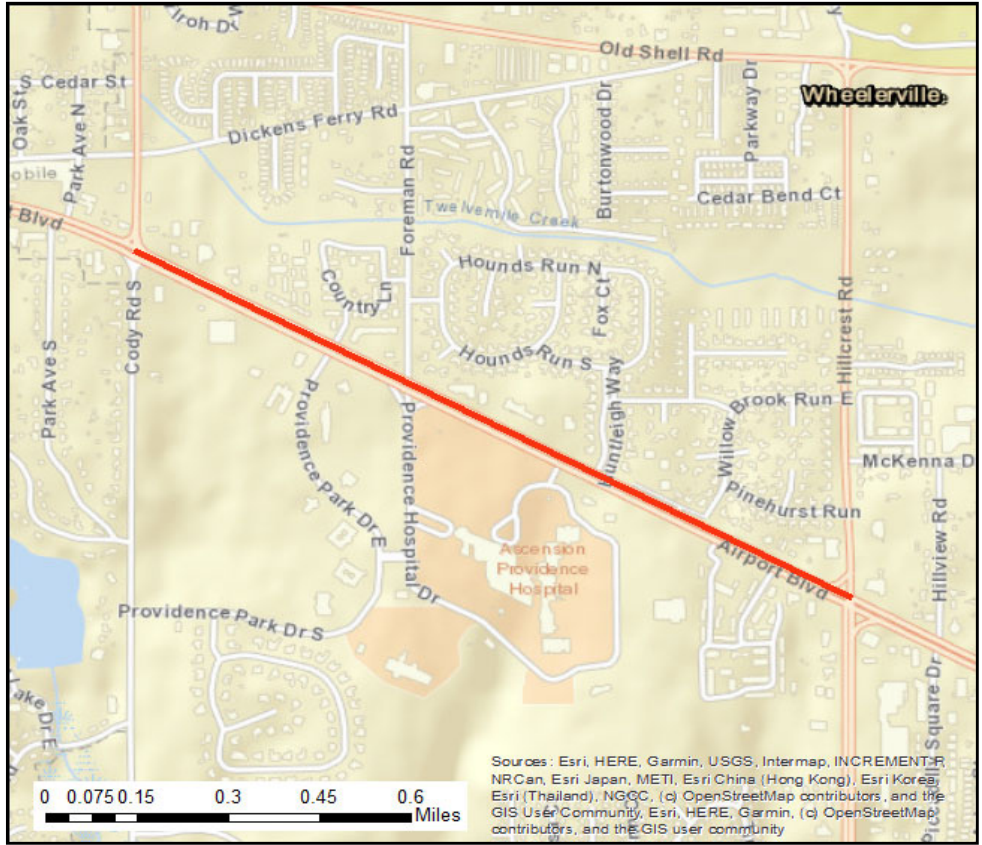 Iroh Dr
W
Old Shell Rd
S Cedar St
Oak St
Park Ave N
Dickens Ferry Rd
Burtonwood Dr
Parkway Dr
Wheelerville
obile
Foreman Rd
Cedar Bend Ct
Twelvemile Creek
t Blvd
Hounds Run N
Country
Ln
Fox Ct
Cody Rd S
Hounds Run S
E Hillcrest Rd
Park Ave S
Huntleigh Way
Willow Brook Run E
Providence Park Dr E
Providence Hospital Dr
McKenna D
Pinehurst Run
Hillview Rd
Ascension
Providence
Hospital
Airport Blvd
Providence Park Dr S
Lake Dr E
Square Dr
Sources: Esri, HERE, Garmin, USGS, Intermap, INCREMENT P,
NRCan, Esri Japan, METI, Esri China (Hong Kong), Esri Korea,
Esri (Thailand), NGCC, (c) OpenStreetMap contributors, and the
GIS User Community, Esri, HERE, Garmin, (c) OpenStreetMap
contributors, and the GIS user community
0 0.075 0.15 0.3 0.45 0.6
Miles